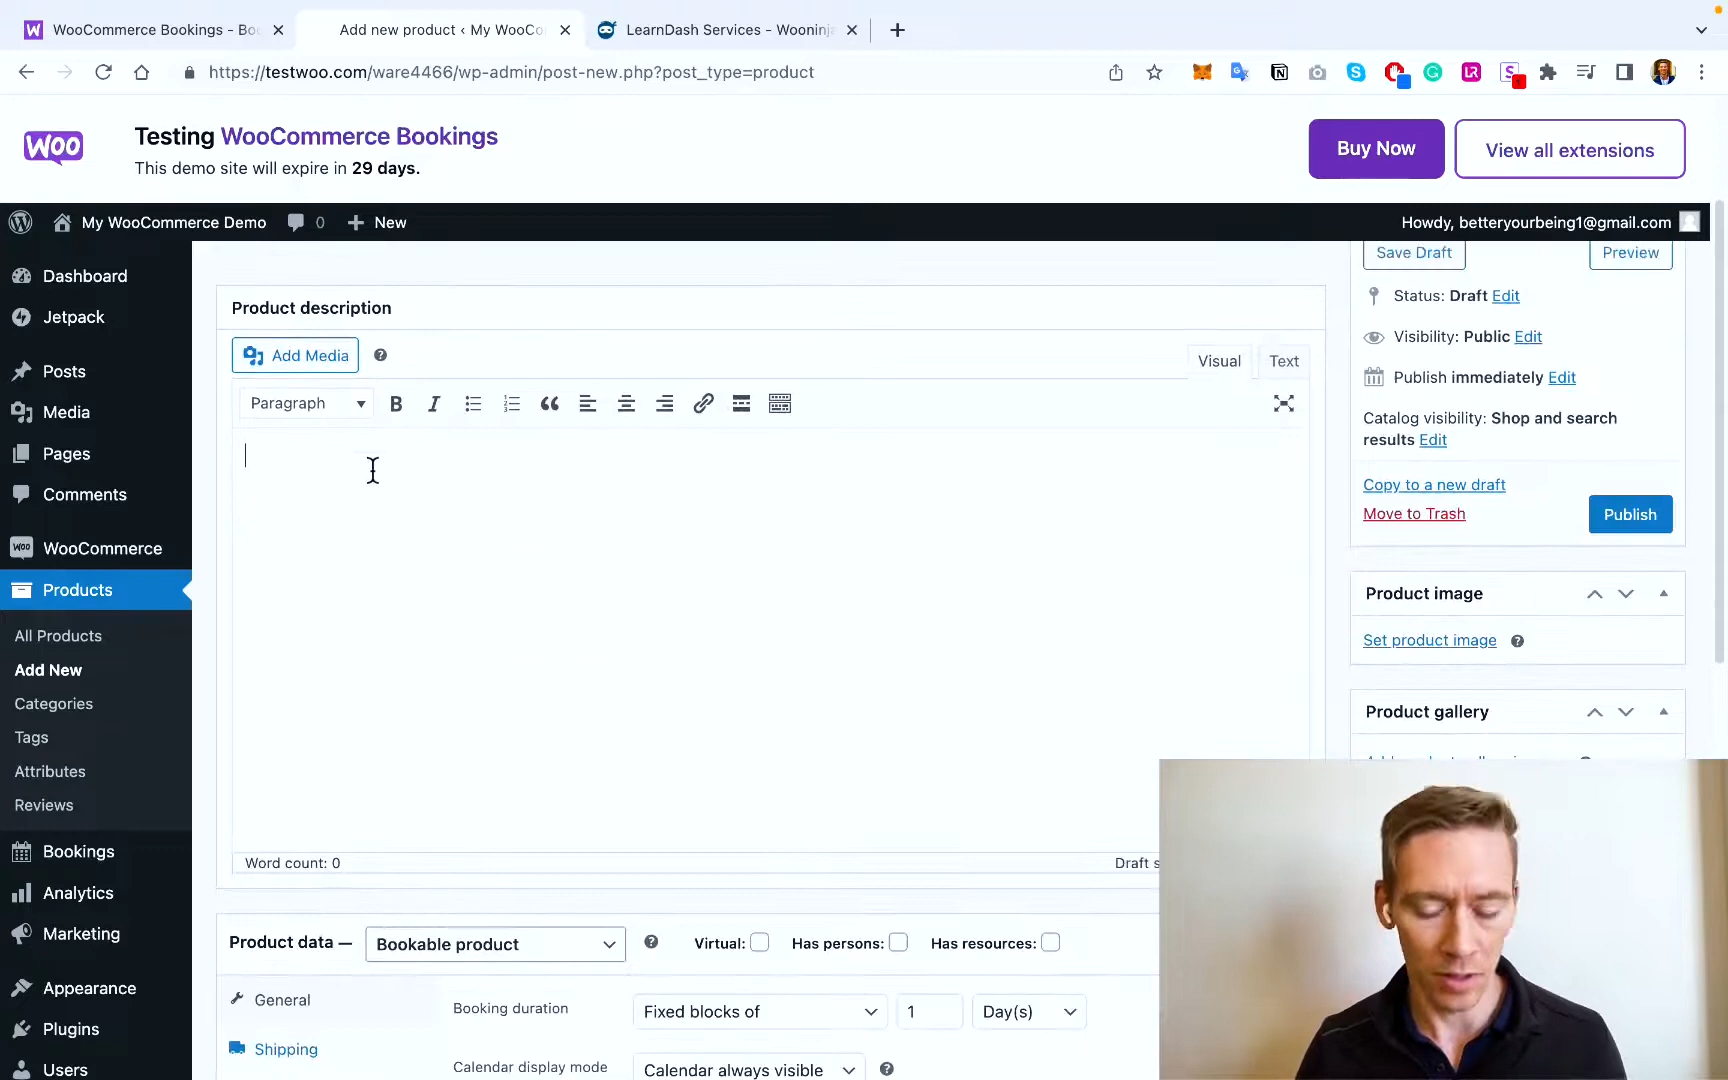 WooCommerce Bookings - Boo
Add new product ‹ My WooCo
LearnDash Services - Wooninja
https://testwoo.com/ware4466/wp-admin/post-new.php?post_type=product
WOO
Testing WooCommerce Bookings
This demo site will expire in 29 days.
Buy Now
View all extensions
My WooCommerce Demo
0
New
Howdy, betteryourbeing1@gmail.com
Dashboard
Jetpack
Posts
Media
Pages
Comments
WooCommerce
Products
All Products
Add New
Categories
Tags
Attributes
Reviews
Bookings
Analytics
Marketing
Appearance
Plugins
Users
Product description
Add Media
Visual
Text
Paragraph
Word count: 0
Draft s
Product data —
Bookable product
Virtual:
Has persons:
Has resources:
General
Shipping
Booking duration
Fixed blocks of
1
Day(s)
Calendar display mode
Calendar always visible
Save Draft
Preview
Status: Draft Edit
Visibility: Public Edit
Publish immediately Edit
Catalog visibility: Shop and search
results Edit
Copy to a new draft
Move to Trash
Publish
Product image
Set product image
Product gallery